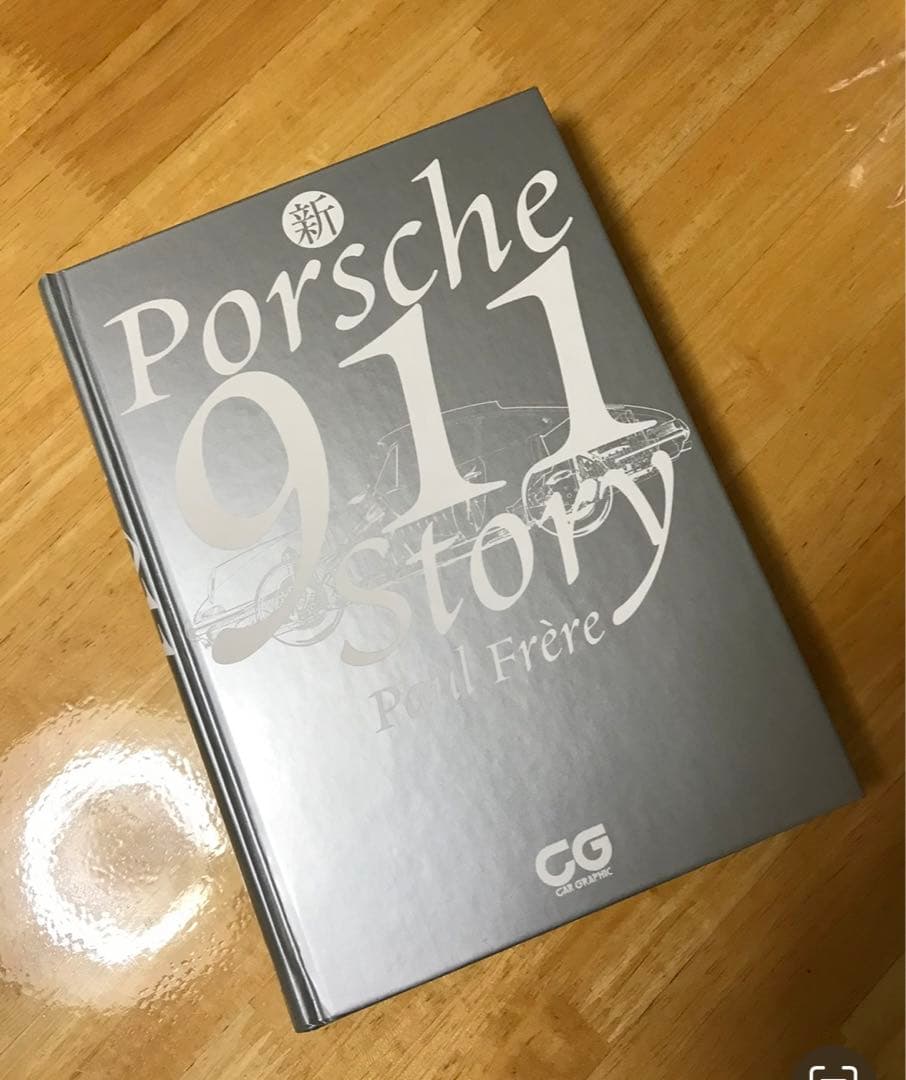 新
Porsche
911
Story
Paul Frère
CG
CAR GRAPHIC